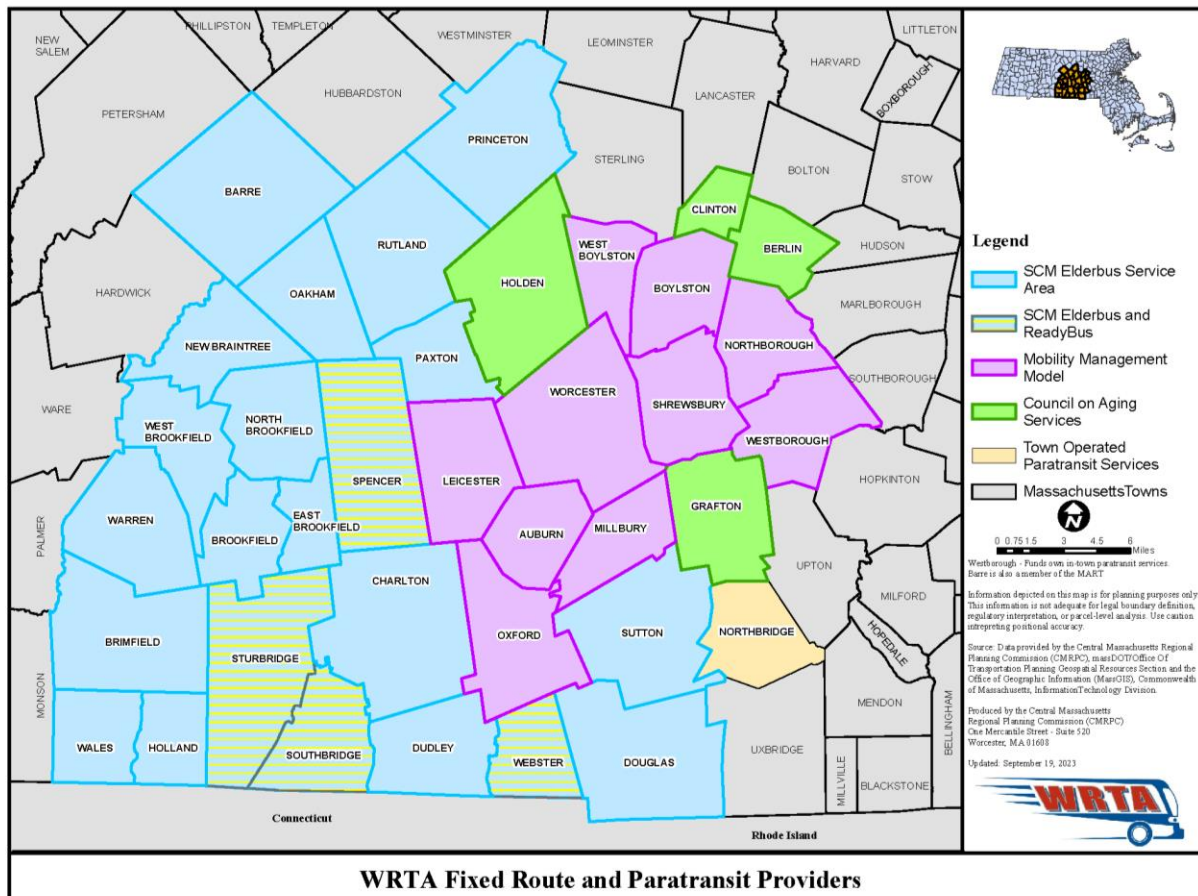 NEW
SALEM
PHILLIPSTON
TEMPLETON
WESTMINSTER
LEOMINSTER
LITTLETON
HARVARD
BOXBOROUGH
LANCASTER
HUBBARDSTON
PETERSHAM
PRINCETON
STERLING
BOLTON
STOW
BARRE
CLINTON
BERLIN
HUDSON
RUTLAND
WEST
BOYLSTON
HOLDEN
BOYLSTON
OAKHAM
HARDWICK
MARLBOROUGH
NEW BRAINTREE
PAXTON
NORTHBOROUGH
SOUTHBOROUGH
WARE
WORCESTER
SHREWSBURY
WEST
BROOKFIELD
NORTH
BROOKFIELD
WESTBOROUGH
SPENCER
LEICESTER
HOPKINTON
GRAFTON
WARREN
EAST
BROOKFIELD
BROOKFIELD
AUBURN
MILLBURY
PALMER
UPTON
CHARLTON
MILFORD
BRIMFIELD
OXFORD
SUTTON
NORTHBRIDGE
HOPEDALE
STURBRIDGE
MONSON
MENDON
BELLINGHAM
WALES
HOLLAND
SOUTHBRIDGE
DUDLEY
WEBSTER
DOUGLAS
UXBRIDGE
MILLVILLE
BLACKSTONE
Connecticut
Rhode Island
Legend
SCM Elderbus Service
Area
SCM Elderbus and
ReadyBus
Mobility Management
Model
Council on Aging
Services
Town Operated
Paratransit Services
MassachusettsTowns
N
0 0.751.5 3 4.5 6
Miles
Westborough - Funds own in-town paratransit services.
Barre is also a member of the MART
Information depicted on this map is for planning purposes only.
This information is not adequate for legal boundary definition,
regulatory interpretation, or parcel-level analysis. Use caution
intrepreting positional accuracy.
Source: Data provided by the Central Massachusetts Regional
Planning Commission (CMRPC), massDOT/Office Of
Transportation Planning Geospatial Resources Section and the
Office of Geographic Information (MassGIS), Commonwealth
of Massachusetts, InformationTechnology Division.
Produced by the Central Massachusetts
Regional Planning Commission (CMRPC)
One Mercantile Street - Suite 520
Worcester, MA 01608
Updated: September 19, 2023
WRTA
WRTA Fixed Route and Paratransit Providers